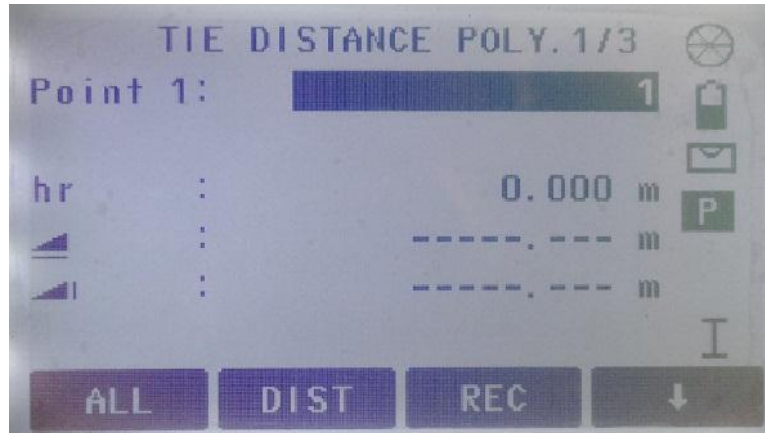 TIE DISTANCE POLY. 1/3
Point 1: 1
hr : 0.000 m
: -----.--- m
: -----.--- m
P
I
ALL DIST REC ↓